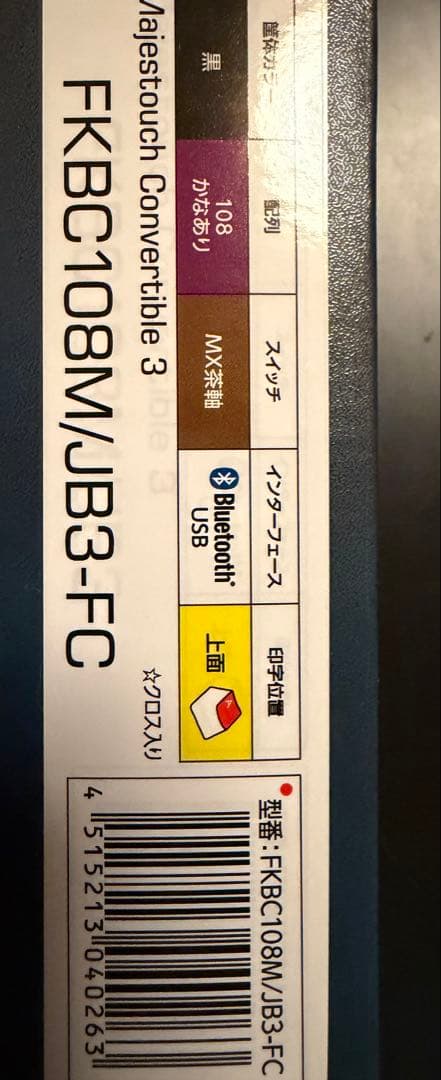 筐体カラー
配列
スイッチ
インターフェース
印字位置
黒
108
かなあり
MX茶軸
Bluetooth®
USB
上面
A
Majestouch Convertible 3
☆クロス入り
FKBC108M/JB3-FC
型番:FKBC108M/JB3-FC
4 515213 040263